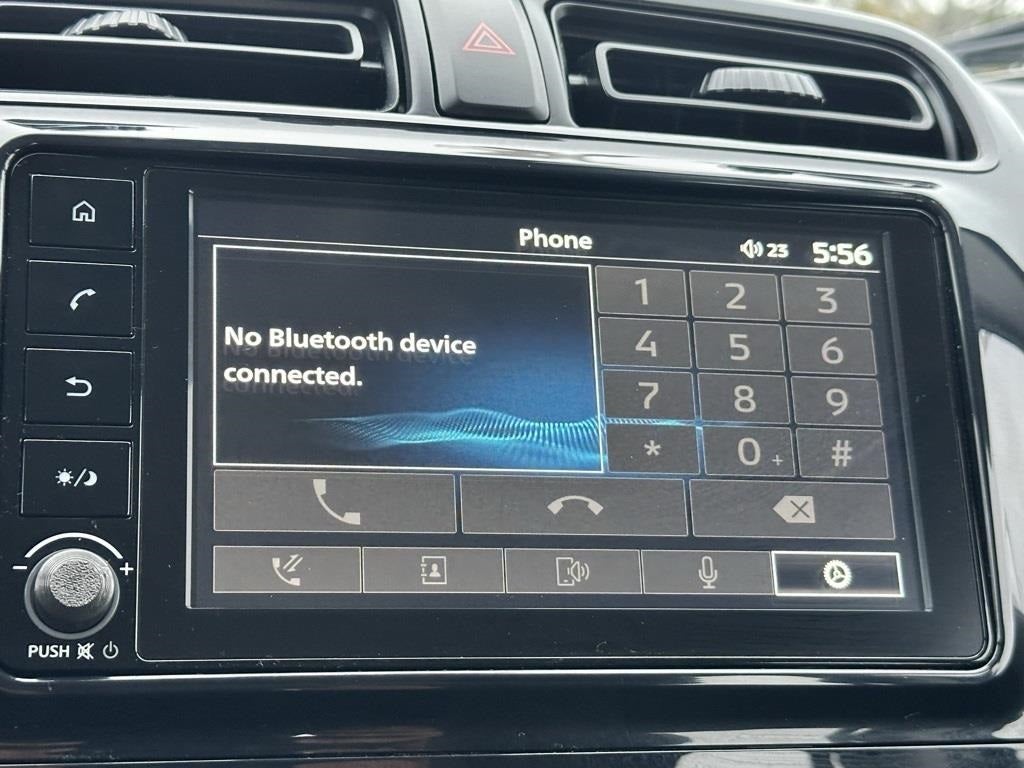 Phone
23 5:56
No Bluetooth device
connected.
1 2 3
4 5 6
7 8 9
* 0 + #
− +
PUSH